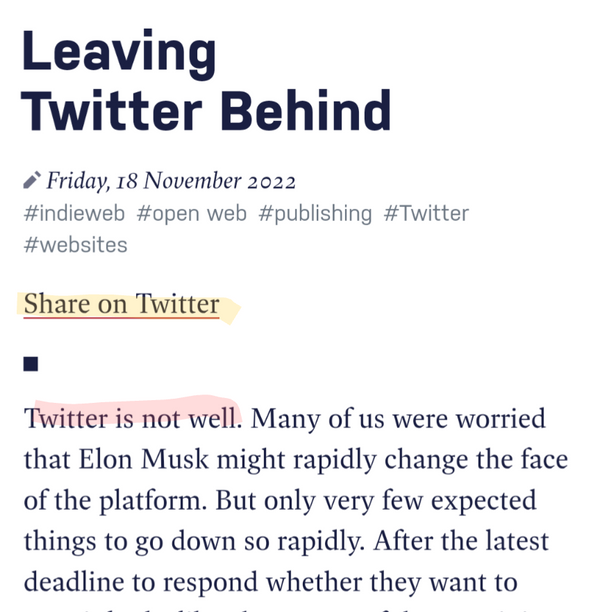 Leaving
Twitter Behind
Friday, 18 November 2022
#indieweb #open web #publishing #Twitter
#websites
Share on Twitter
Twitter is not well. Many of us were worried
that Elon Musk might rapidly change the face
of the platform. But only very few expected
things to go down so rapidly. After the latest
deadline to respond whether they want to